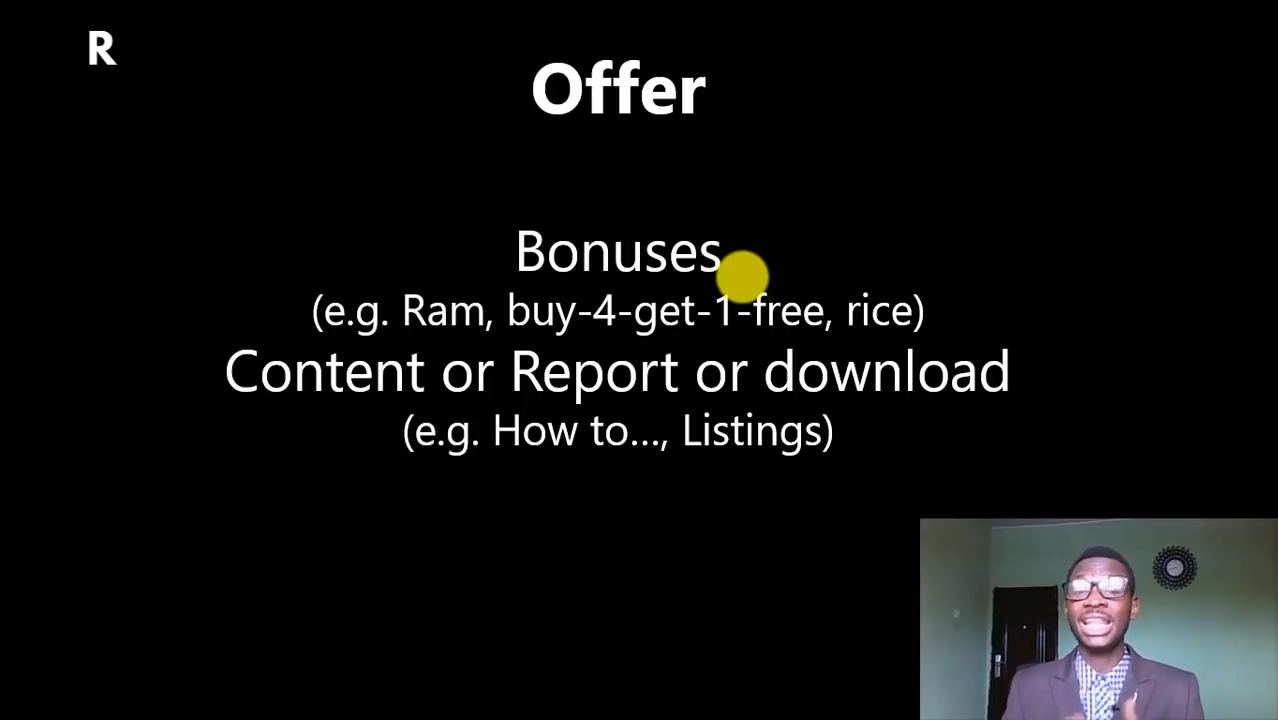 R
Offer
Bonuses
(e.g. Ram, buy-4-get-1-free, rice)
Content or Report or download
(e.g. How to..., Listings)